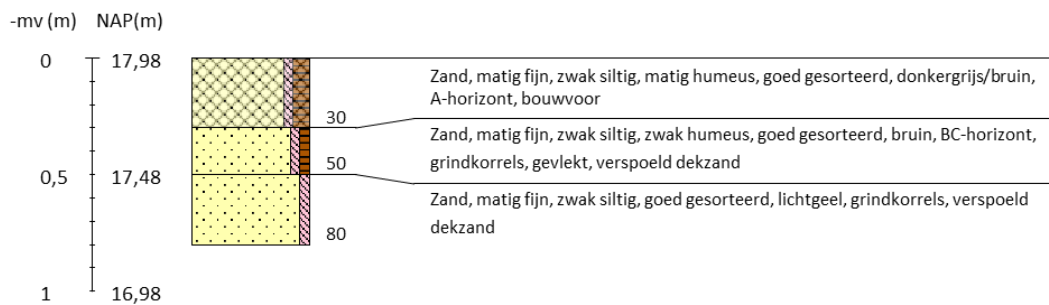 -mv (m) NAP(m)
0 17,98
Zand, matig fijn, zwak siltig, matig humeus, goed gesorteerd, donkergrijs/bruin,
A-horizont, bouwvoor
30
Zand, matig fijn, zwak siltig, zwak humeus, goed gesorteerd, bruin, BC-horizont,
grindkorrels, gevlekt, verspoeld dekzand
50
0,5 17,48
Zand, matig fijn, zwak siltig, goed gesorteerd, lichtgeel, grindkorrels, verspoeld
dekzand
80
1 16,98